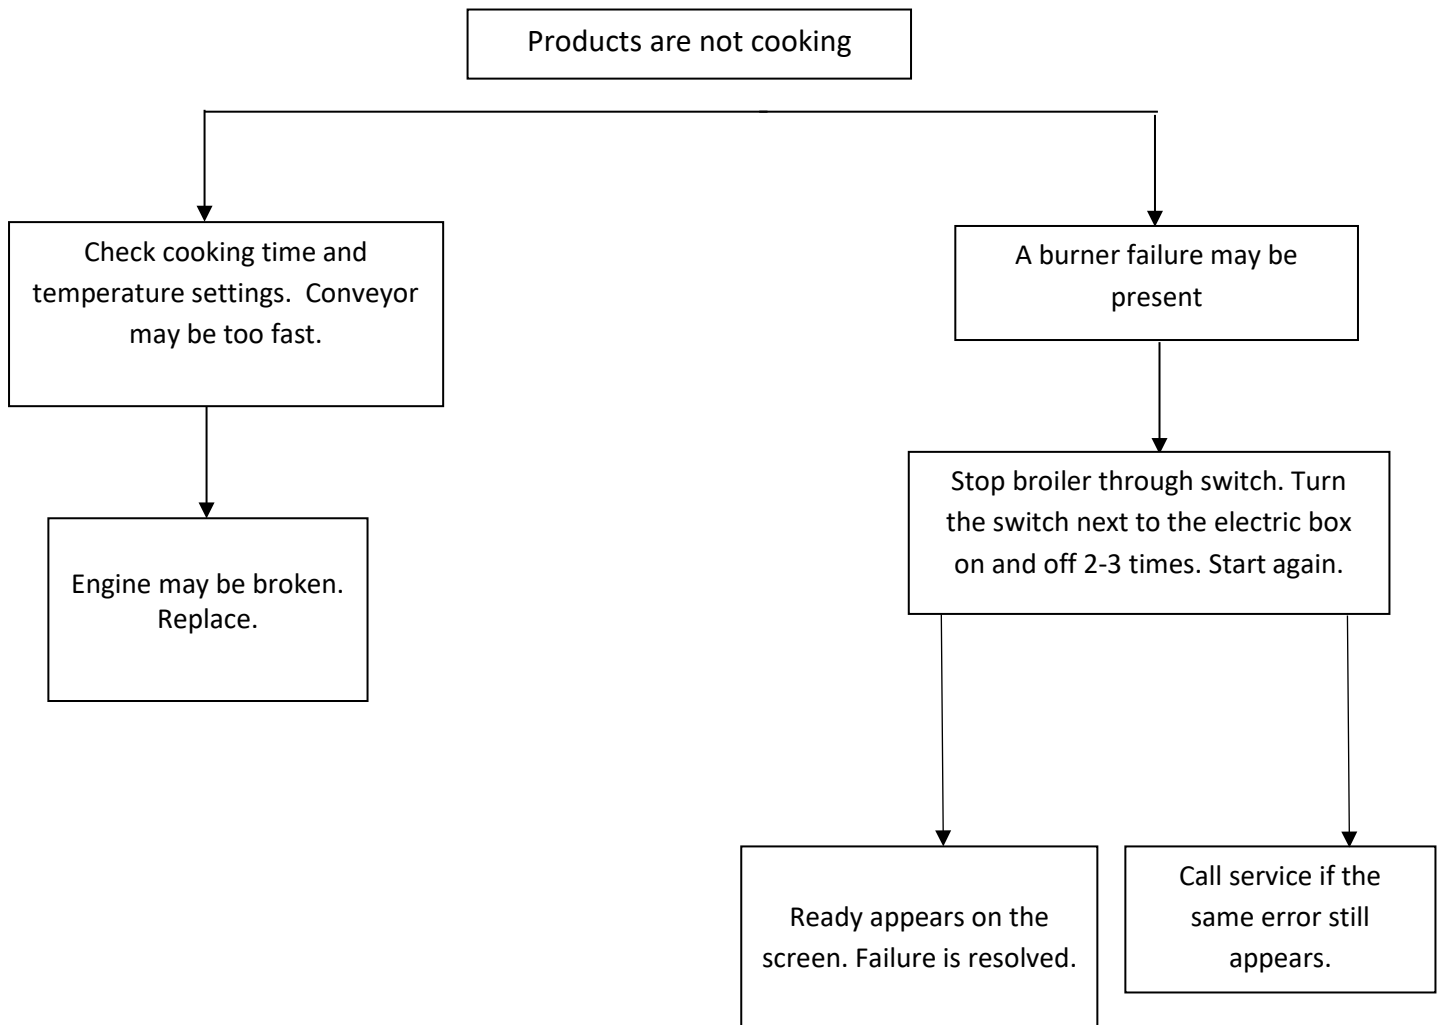 Products are not cooking
Check cooking time and
temperature settings.  Conveyor
may be too fast.
A burner failure may be
present
Stop broiler through switch. Turn
the switch next to the electric box
on and off 2-3 times. Start again.
Engine may be broken.
Replace.
Ready appears on the
screen. Failure is resolved.
Call service if the
same error still
appears.